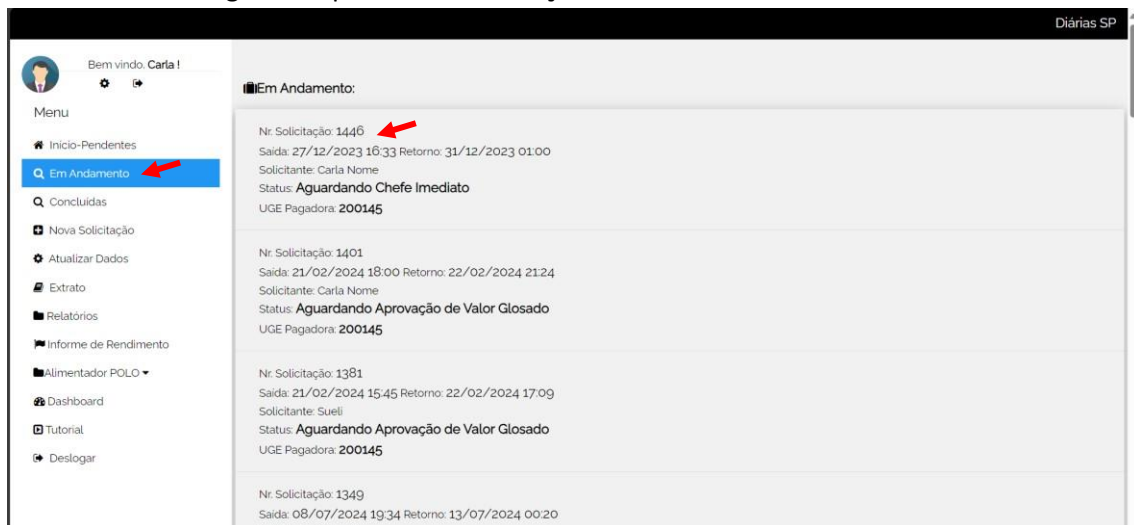 Diárias SP
Bem vindo, Carla !
Menu
Inicio-Pendentes
Em Andamento
Concluídas
Nova Solicitação
Atualizar Dados
Extrato
Relatórios
Informe de Rendimento
Alimentador POLO
Dashboard
Tutorial
Deslogar
Em Andamento:
Nr. Solicitação: 1446
Saída: 27/12/2023 16:33 Retorno: 31/12/2023 01:00
Solicitante: Carla Nome
Status: Aguardando Chefe Imediato
UGE Pagadora: 200145
Nr. Solicitação: 1401
Saída: 21/02/2024 18:00 Retorno: 22/02/2024 21:24
Solicitante: Carla Nome
Status: Aguardando Aprovação de Valor Glosado
UGE Pagadora: 200145
Nr. Solicitação: 1381
Saída: 21/02/2024 15:45 Retorno: 22/02/2024 17:09
Solicitante: Sueli
Status: Aguardando Aprovação de Valor Glosado
UGE Pagadora: 200145
Nr. Solicitação: 1349
Saída: 08/07/2024 19:34 Retorno: 13/07/2024 00:20